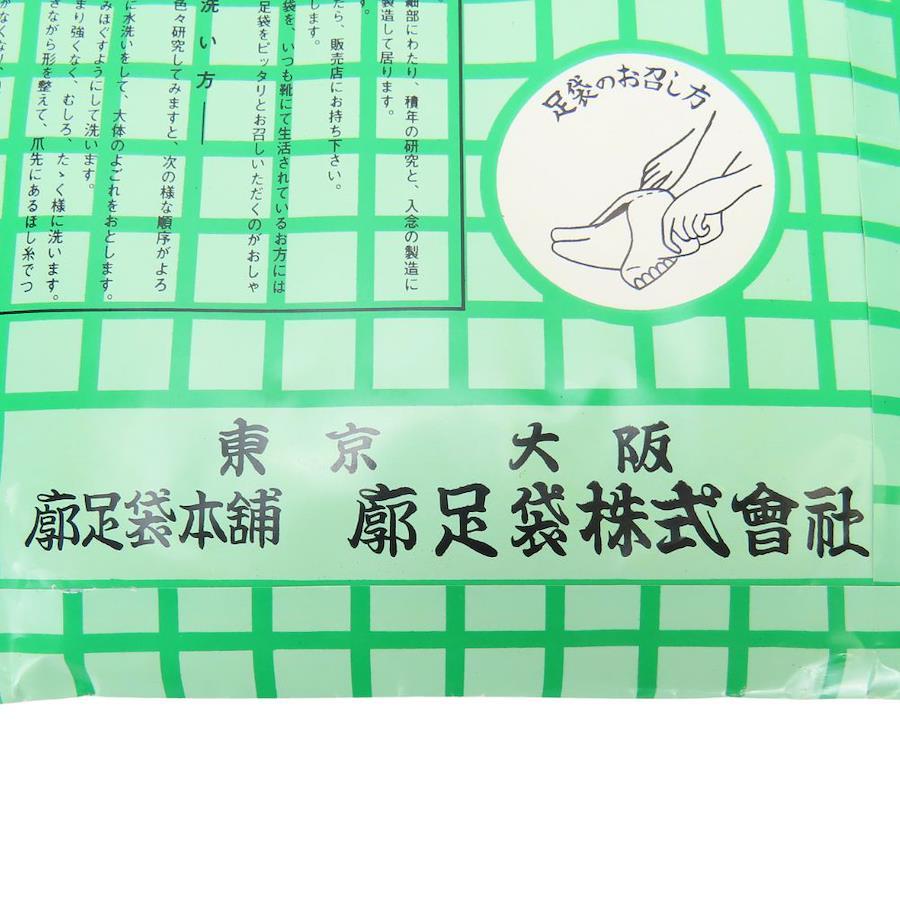 細部にわたり、積年の研究と、入念の製造に
製造して居ります。
す。
たら、販売店にお持ち下さい。
します。
袋を、いつも靴にて生活されているお方には
足袋をピッタリとお召しいただくのがおしゃ
洗い方―
色々研究してみますと、次の様な順序がよろ
に水洗いをして、大体のよごれをおとします。
みほぐすようにして洗います。
まり強くなく、むしろ、たゝく様に洗います。
さながら形を整えて、爪先にあるほし糸でつ
足袋のお召し方
東京 大阪
廓足袋本舗 廓足袋株式會社